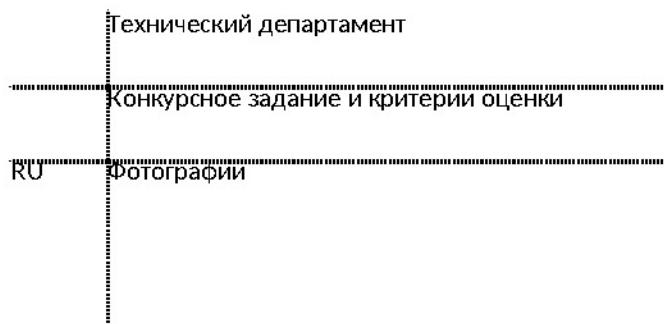 Технический департамент
Конкурсное задание и критерии оценки
RU Фотографии